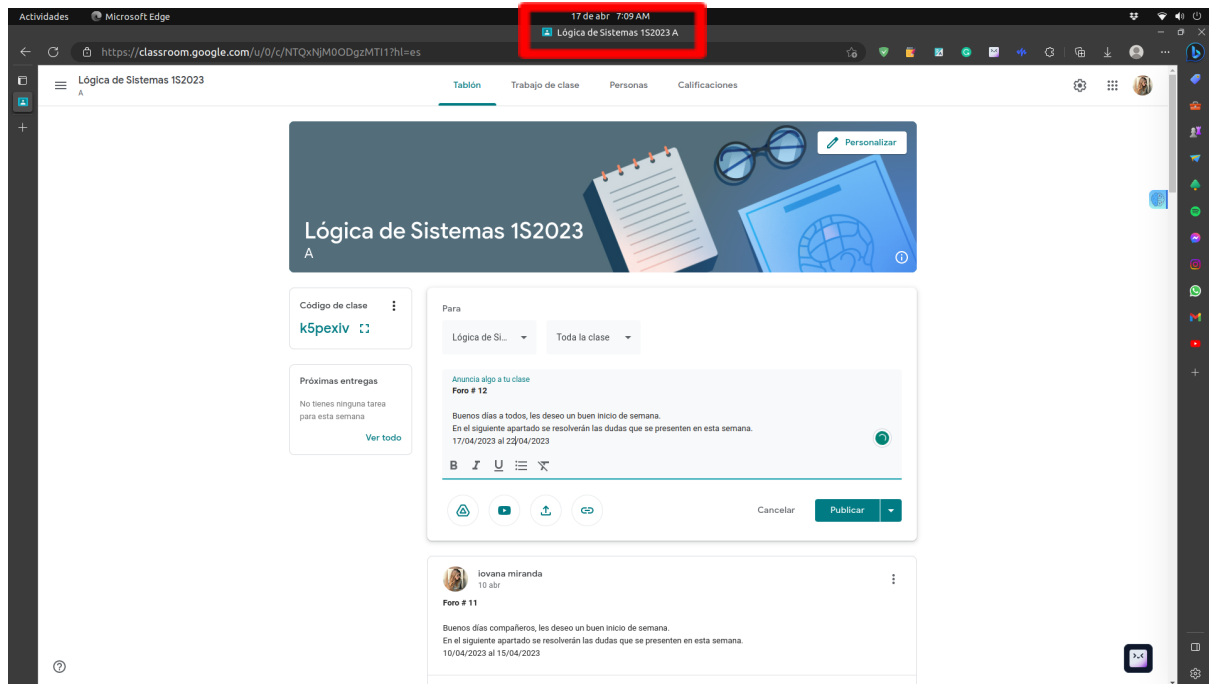 Actividades
Microsoft Edge
17 de abr 7:09 AM
Lógica de Sistemas 1S2023 A
https://classroom.google.com/u/0/c/NTQxNjM0ODgzMTI1?hl=es
Lógica de Sistemas 1S2023
A
Tablón
Trabajo de clase
Personas
Calificaciones
Personalizar
Lógica de Sistemas 1S2023
A
Código de clase
k5pexiv
Próximas entregas
No tienes ninguna tarea
para esta semana
Ver todo
Para
Lógica de Si...
Toda la clase
Anuncia algo a tu clase
Foro # 12
Buenos días a todos, les deseo un buen inicio de semana.
En el siguiente apartado se resolverán las dudas que se presenten en esta semana.
17/04/2023 al 22/04/2023
B I U
Cancelar
Publicar
iovana miranda
10 abr
Foro # 11
Buenos días compañeros, les deseo un buen inicio de semana.
En el siguiente apartado se resolverán las dudas que se presenten en esta semana.
10/04/2023 al 15/04/2023